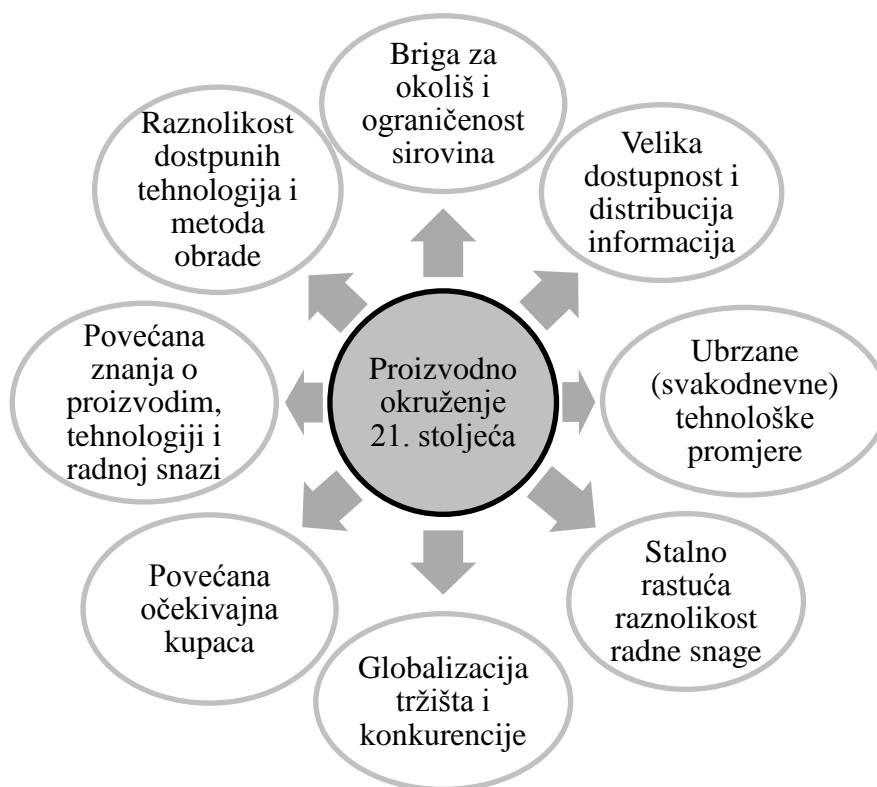 Briga za
okoliš i
ograničenost
sirovina
Velika
dostupnost i
distribucija
informacija
Ubrzane
(svakodnevne)
tehnološke
promjere
Stalno
rastuća
raznolikost
radne snage
Globalizacija
tržišta i
konkurencije
Povećana
očekivajna
kupaca
Povećana
znanja o
proizvodim,
tehnologiji i
radnoj snazi
Raznolikost
dostpunih
tehnologija i
metoda
obrade
Proizvodno
okruženje
21. stoljeća